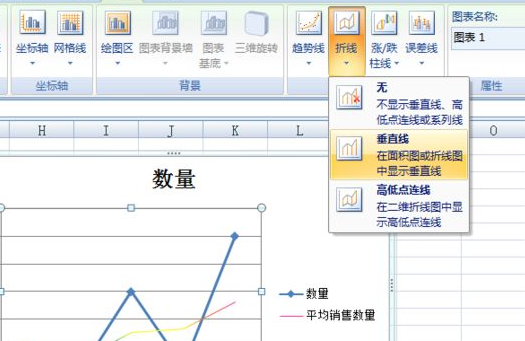 图表名称:
坐标轴 网格线 绘图区 图表背景墙 图表基底 三维旋转 趋势线 折线 涨/跌柱线 误差线
图表 1
坐标轴 背景 属性
无
不显示垂直线、高
低点连线或系列线
垂直线
在面积图或折线图
中显示垂直线
高低点连线
在二维折线图中显
示高低点连线
H I J K L O
数量
数量
平均销售数量